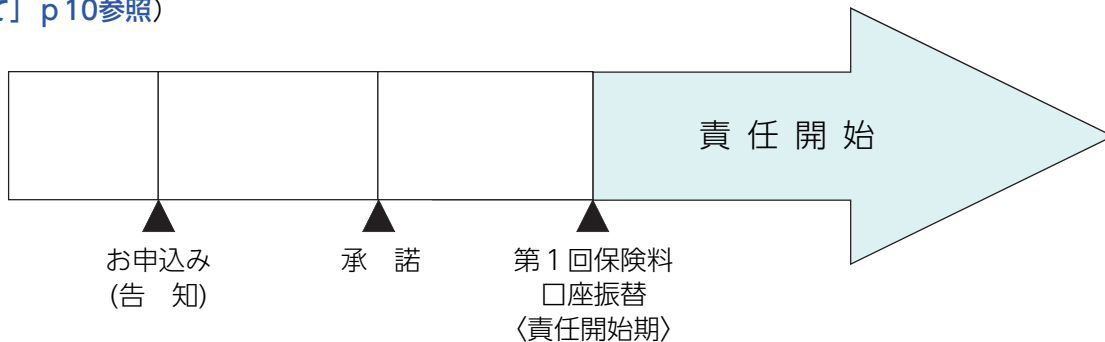 て］ p 10参照）
責 任 開 始
お申込み
(告　知)
承　諾
第１回保険料
口座振替
〈責任開始期〉